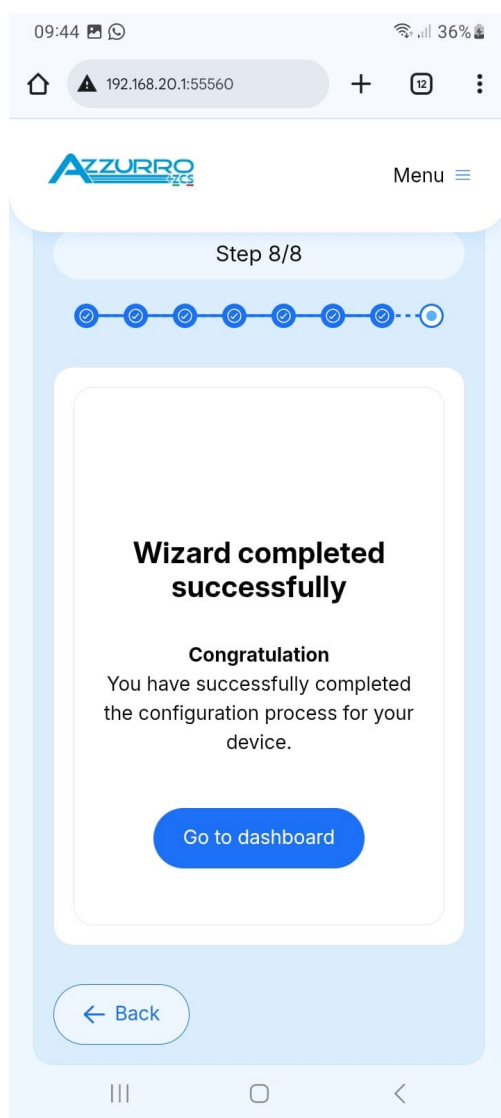 09:44 36%
192.168.20.1:55560 12
AZZURRO
ZCS
Menu
Step 8/8
Wizard completed
successfully
Congratulation
You have successfully completed
the configuration process for your
device.
Go to dashboard
Back